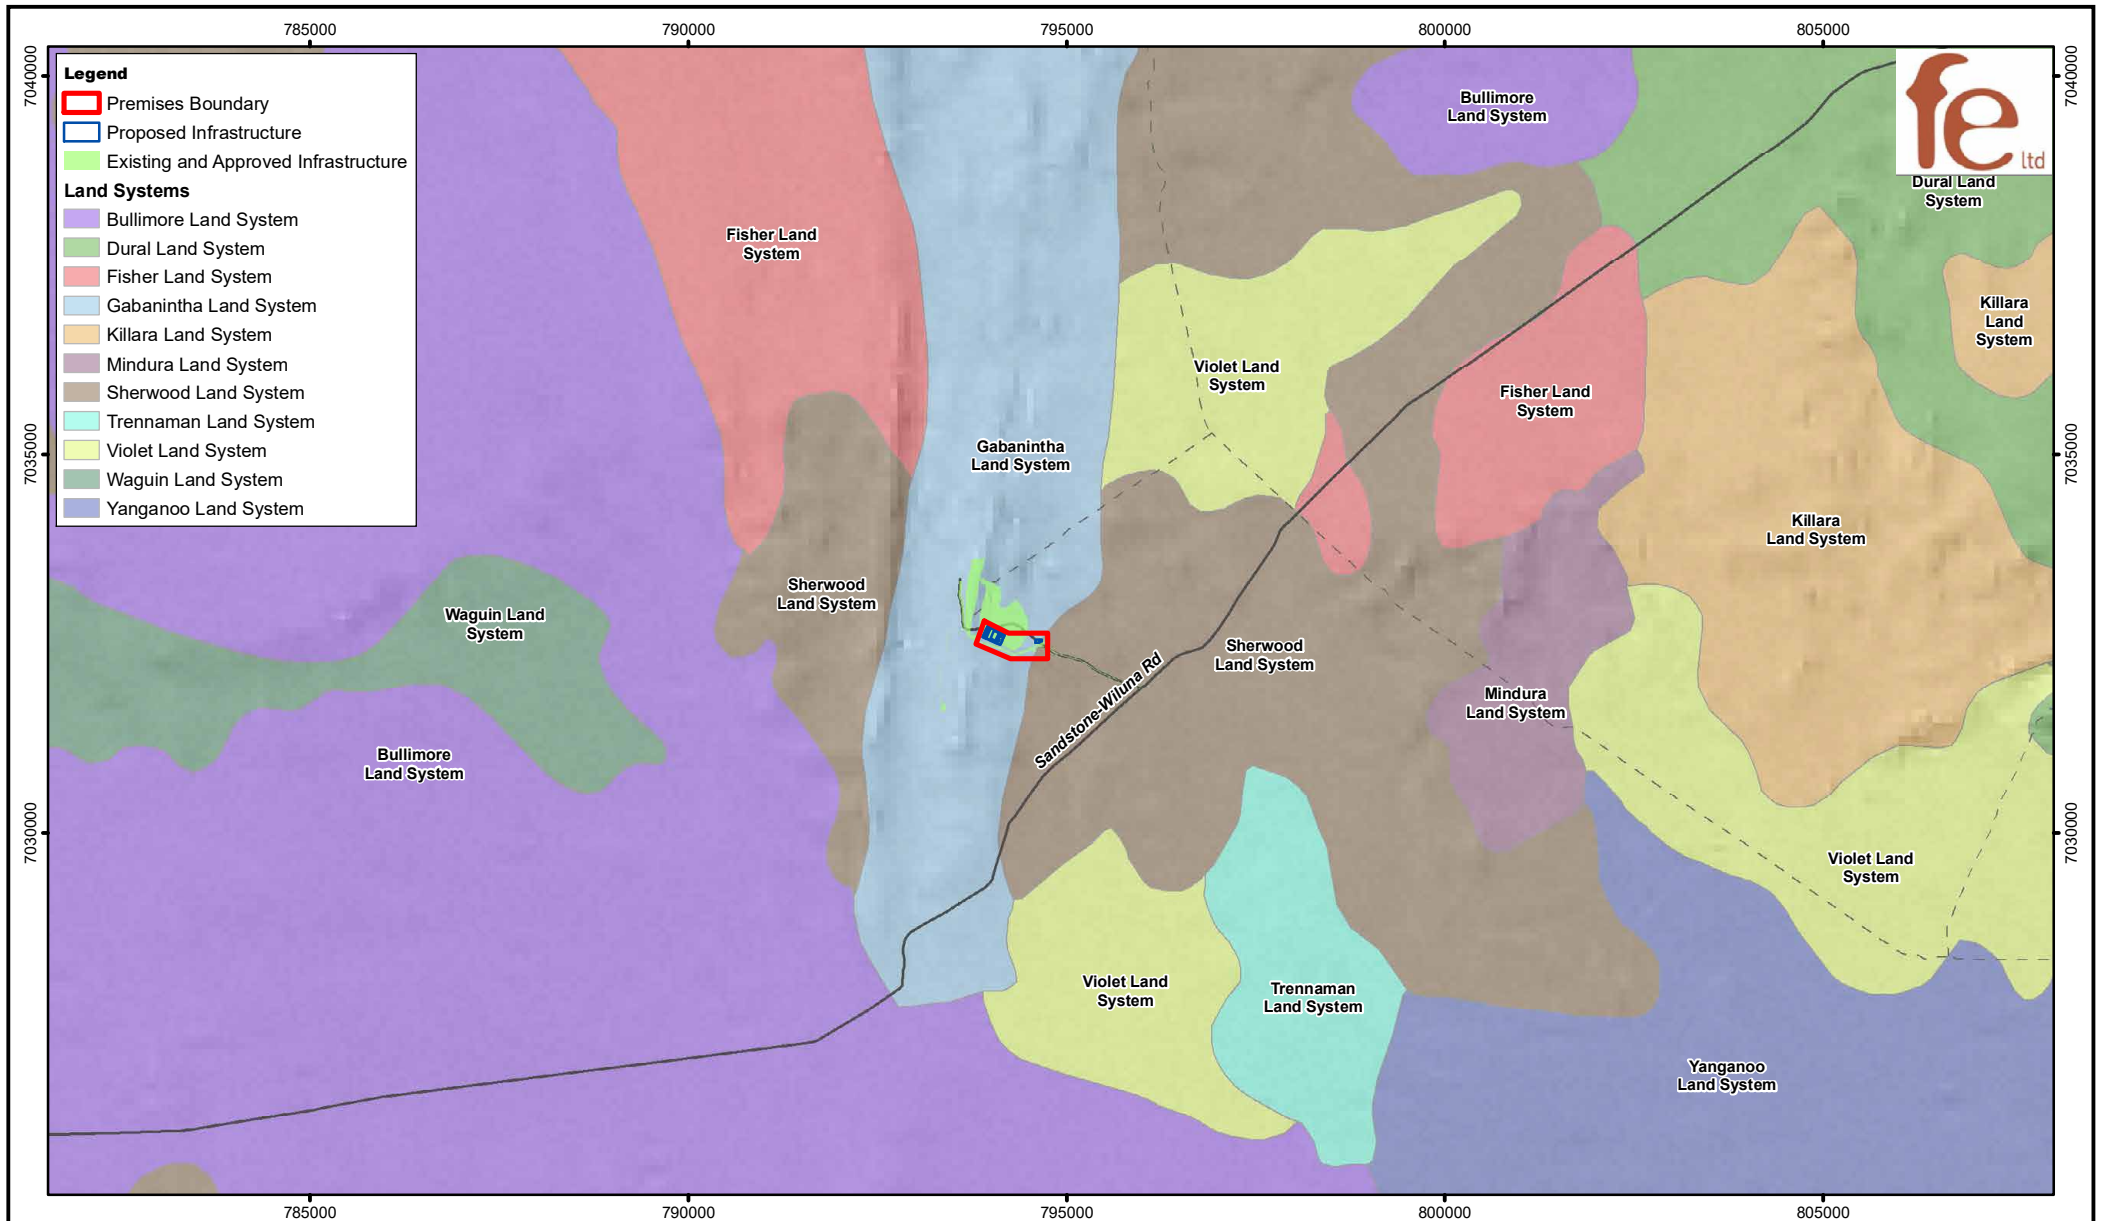 785000
790000
795000
800000
805000
7040000
7035000
7030000
Legend
Premises Boundary
Proposed Infrastructure
Existing and Approved Infrastructure
Land Systems
Bullimore Land System
Dural Land System
Fisher Land System
Gabanintha Land System
Killara Land System
Mindura Land System
Sherwood Land System
Trennaman Land System
Violet Land System
Waguin Land System
Yanganoo Land System
fe
ltd
Bullimore
Land System
Dural Land
System
Fisher Land
System
Killara
Land
System
Violet Land
System
Fisher Land
System
Gabanintha
Land System
Killara
Land System
Sherwood
Land System
Waguin Land
System
Sherwood
Land System
Mindura
Land System
Sandstone-Wiluna Rd
Bullimore
Land System
Violet Land
System
Violet Land
System
Trennaman
Land System
Yanganoo
Land System
7040000
7035000
7030000
785000
790000
795000
800000
805000